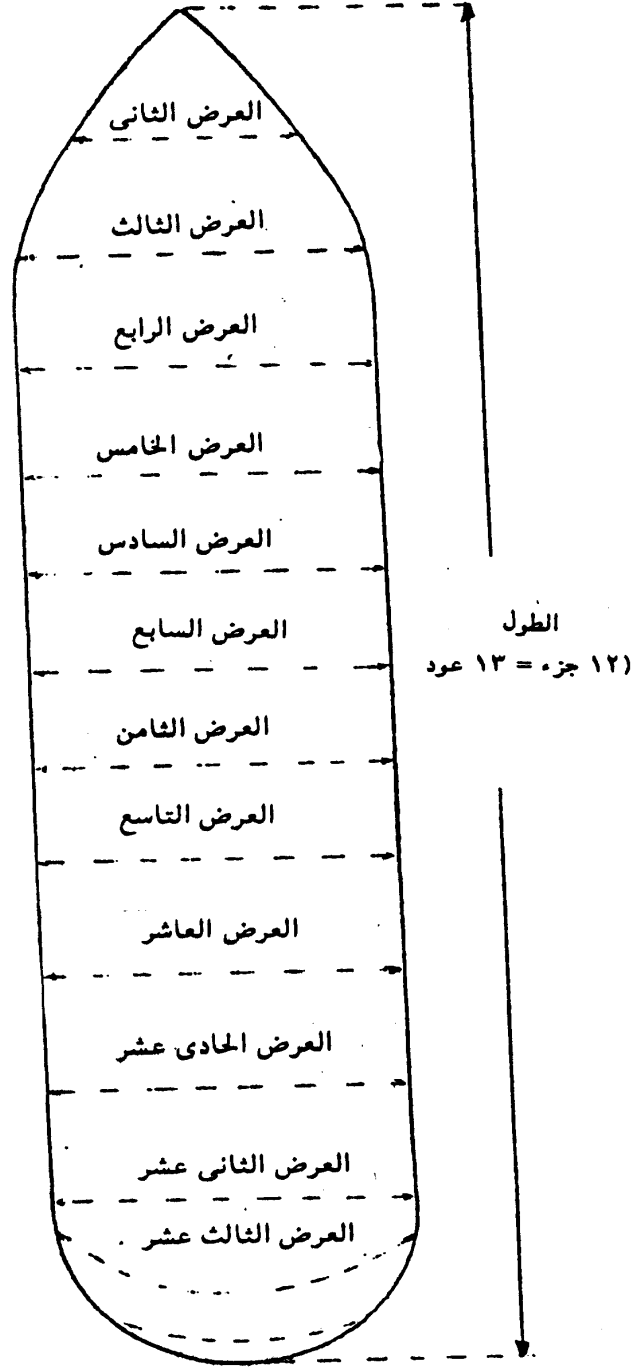 العرض الثانى
العرض الثالث
العرض الرابع
العرض الخامس
العرض السادس
العرض السابع
العرض الثامن
العرض التاسع
العرض العاشر
العرض الحادى عشر
العرض الثانى عشر
العرض الثالث عشر
الطول
(١٢ جزء = ١٣ عود